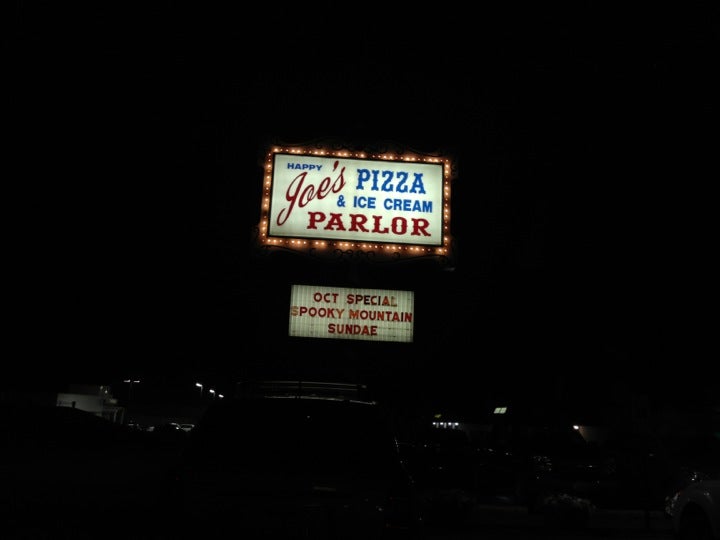 HAPPY
Joe's PIZZA
& ICE CREAM
PARLOR
OCT SPECIAL
SPOOKY MOUNTAIN
SUNDAE